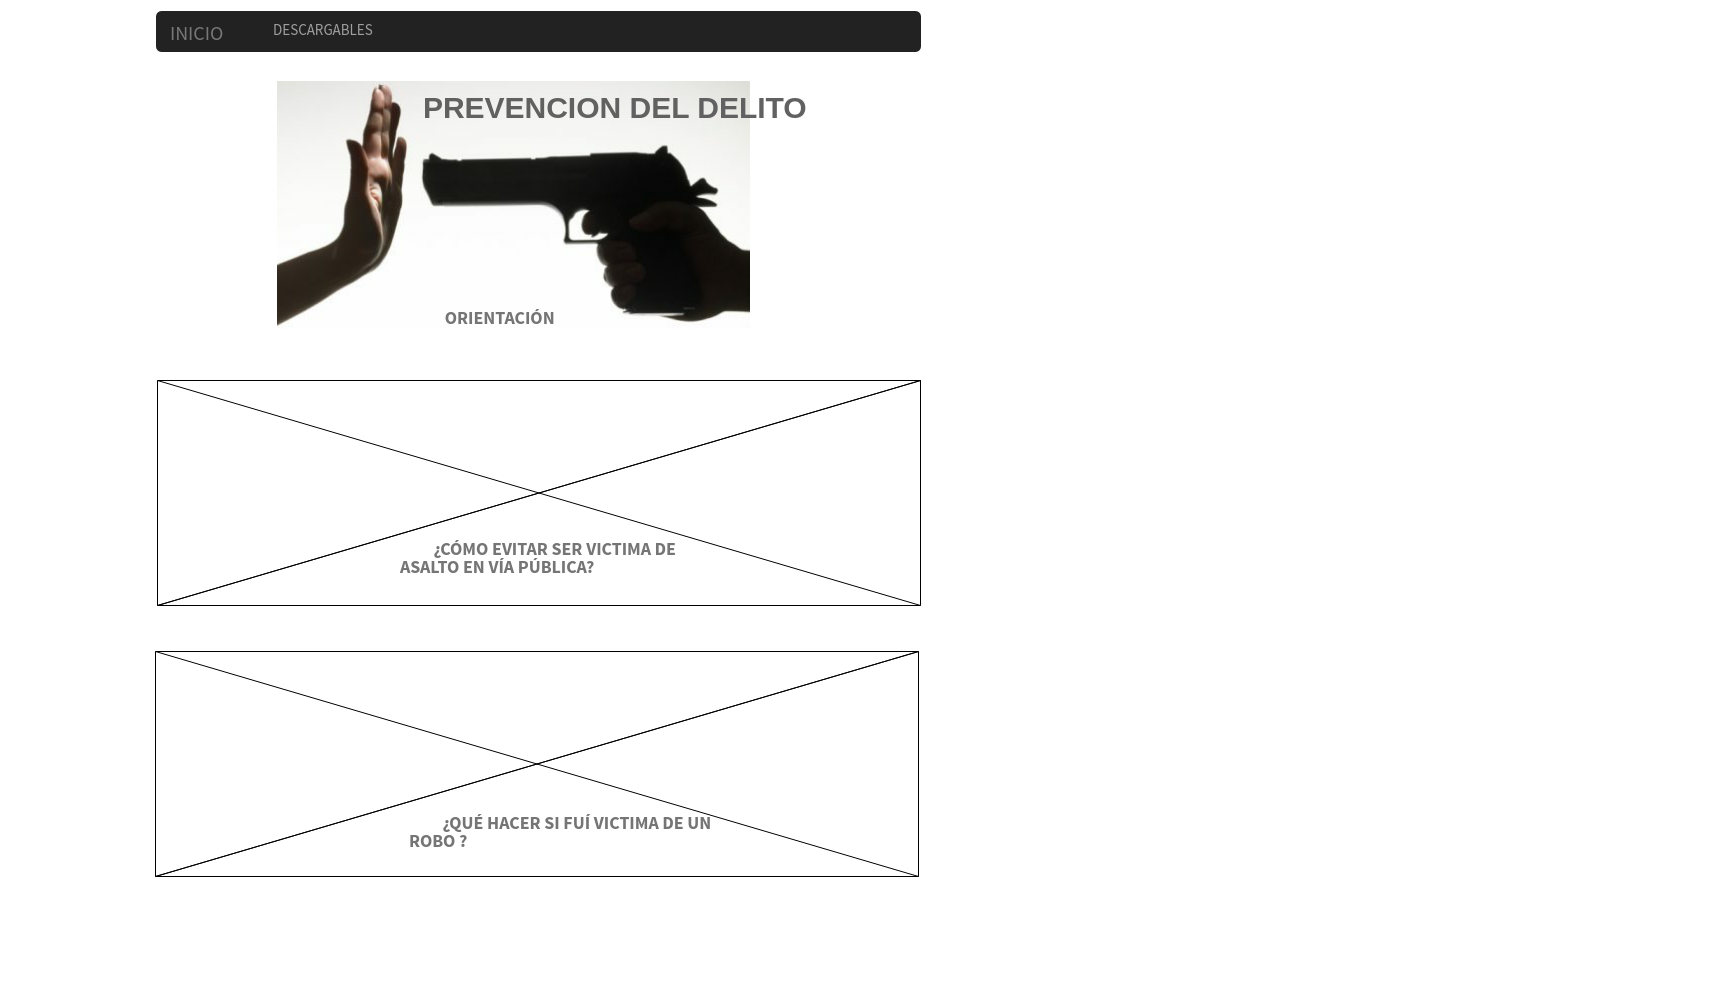 INICIO
DESCARGABLES
PREVENCION DEL DELITO
ORIENTACIÓN
¿CÓMO EVITAR SER VICTIMA DE
ASALTO EN VÍA PÚBLICA?
¿QUÉ HACER SI FUÍ VICTIMA DE UN
ROBO ?